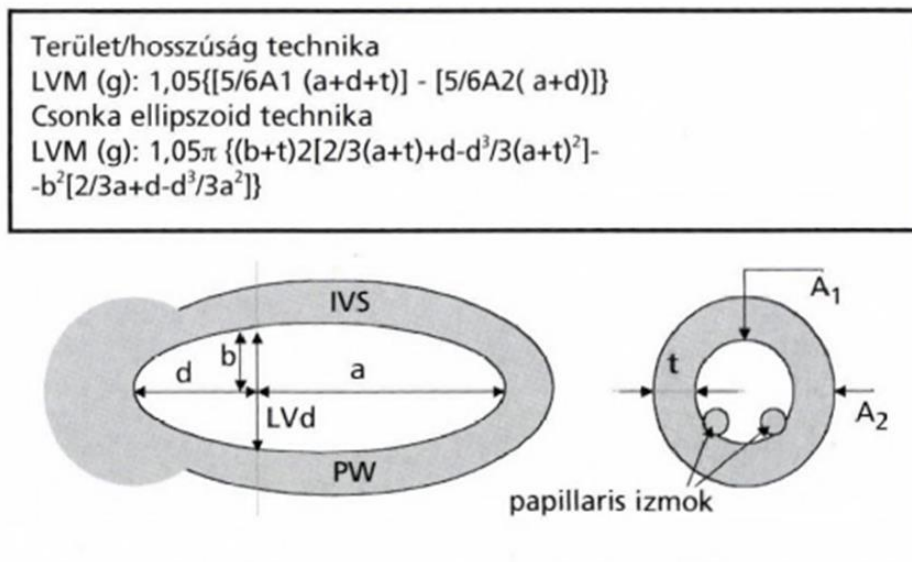 Terület/hosszúság technika
LVM (g): 1,05{[5/6A1 (a+d+t)] - [5/6A2( a+d)]}
Csonka ellipszoid technika
LVM (g): 1,05π {(b+t)2[2/3(a+t)+d-d³/3(a+t)²]-
-b²[2/3a+d-d³/3a²]}
IVS
b
d
a
LVd
PW
A₁
t
A₂
papillaris izmok